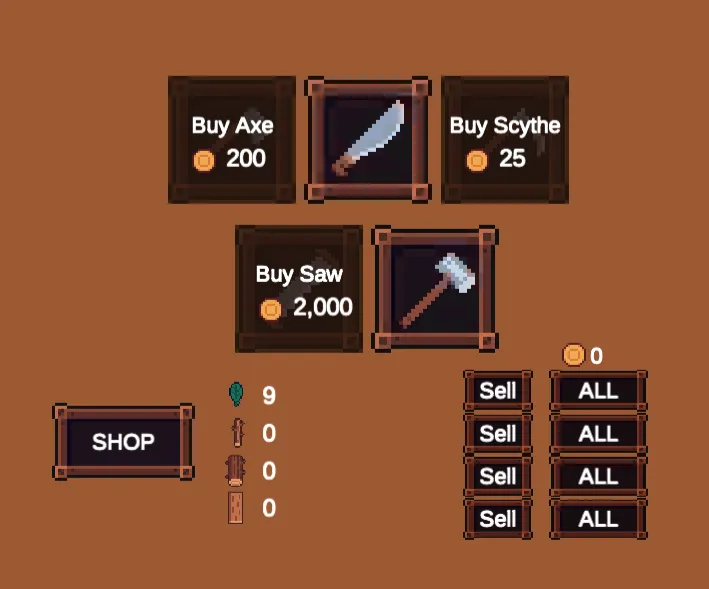 Buy Axe
200
Buy Scythe
25
Buy Saw
2,000
0
SHOP
9
0
0
0
Sell ALL
Sell ALL
Sell ALL
Sell ALL